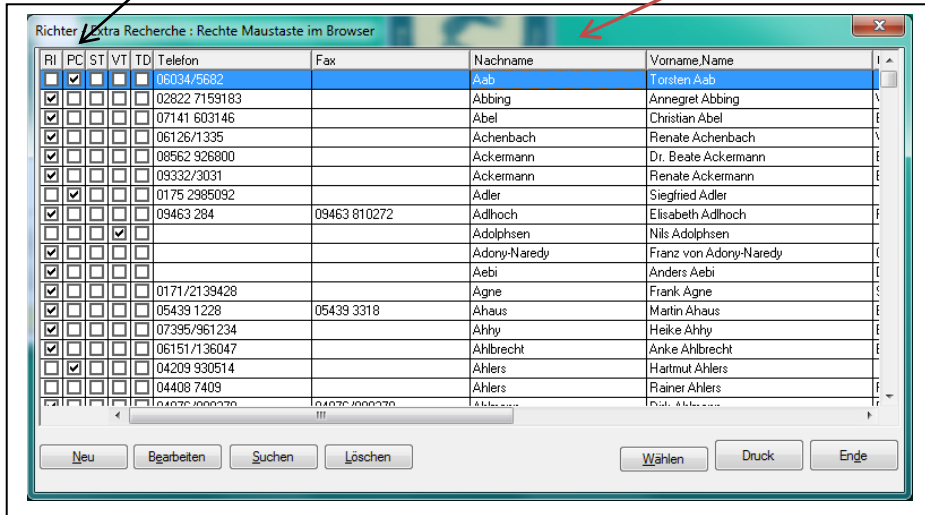 Richter : Extra Recherche : Rechte Maustaste im Browser
RI PC ST VT TD Telefon Fax Nachname Vorname,Name
06034/5682 Aab Torsten Aab
02822 7159183 Abbing Annegret Abbing
07141 603146 Abel Christian Abel
06126/1335 Achenbach Renate Achenbach
08562 926800 Ackermann Dr. Beate Ackermann
09332/3031 Ackermann Renate Ackermann
0175 2985092 Adler Siegfried Adler
09463 284 09463 810272 Adlhoch Elisabeth Adlhoch
Adolphsen Nils Adolphsen
Adony-Naredy Franz von Adony-Naredy
Aebi Anders Aebi
0171/2139428 Agne Frank Agne
05439 1228 05439 3318 Ahaus Martin Ahaus
07395/961234 Ahhy Heike Ahhy
06151/136047 Ahlbrecht Anke Ahlbrecht
04209 930514 Ahlers Hartmut Ahlers
04408 7409 Ahlers Rainer Ahlers
Neu Bearbeiten Suchen Löschen Wählen Druck Ende